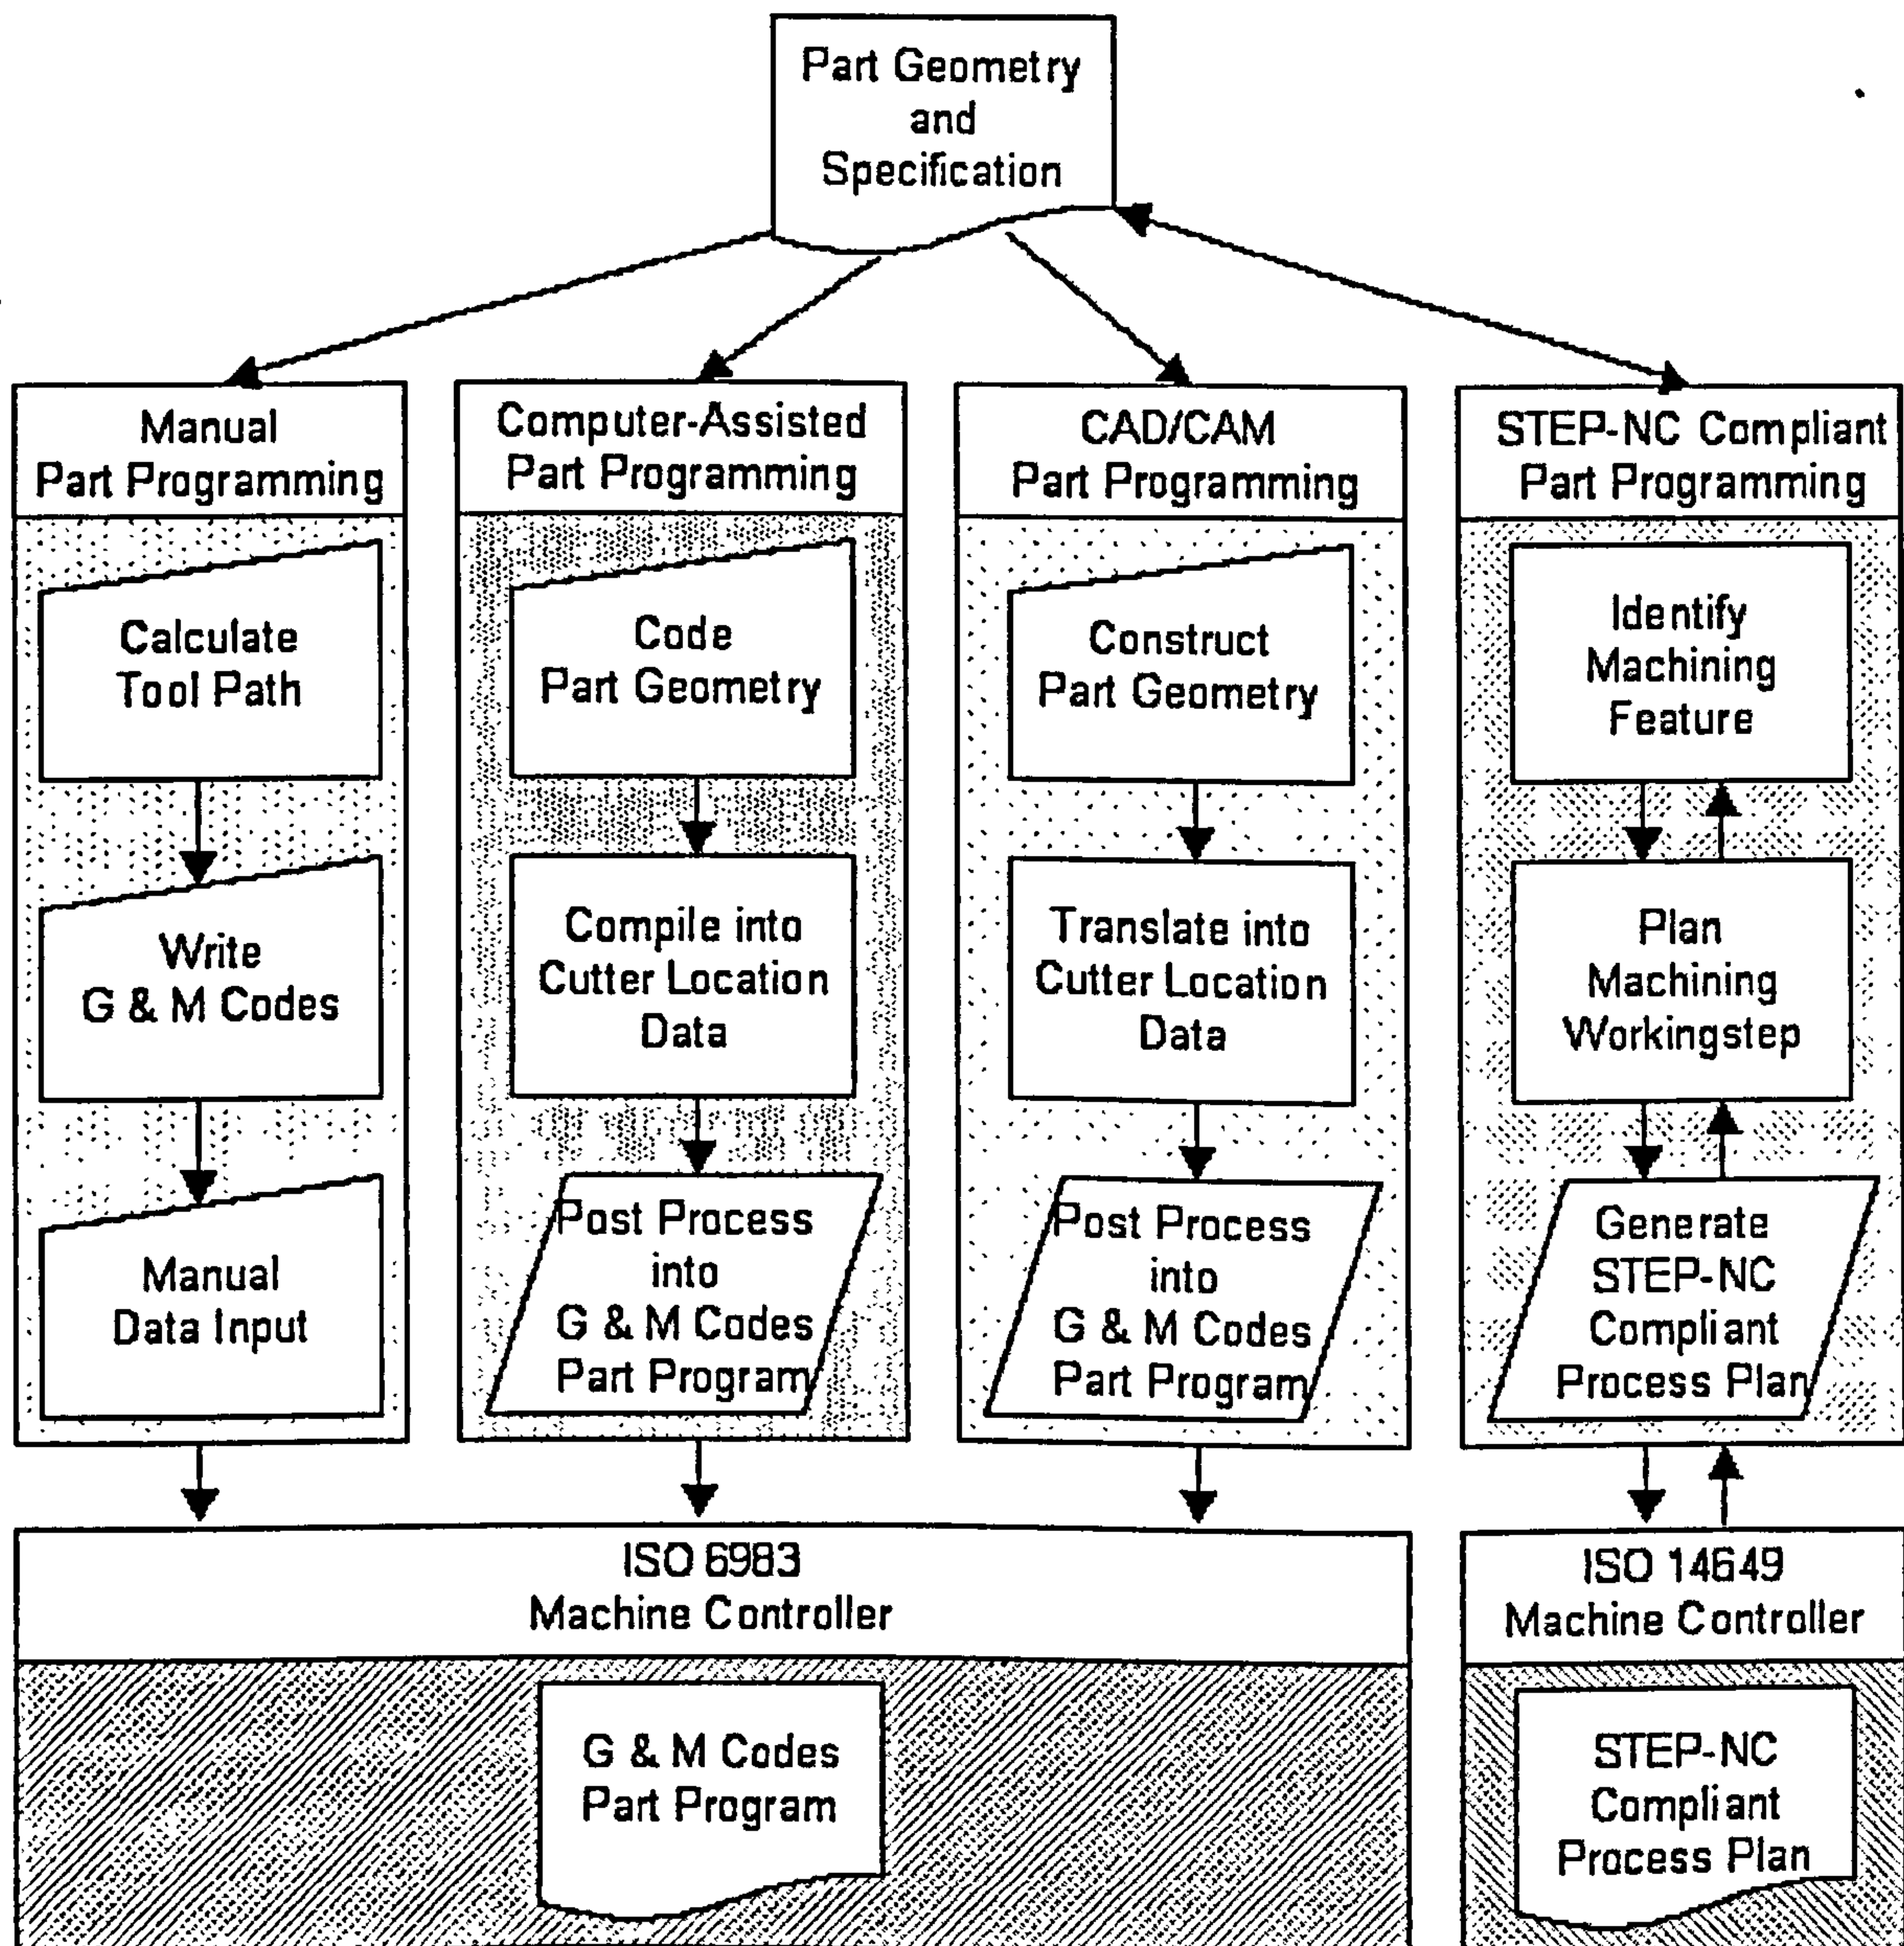 Part Geometry
and
Specification
Manual
Part Programming
Calculate
Tool Path
Write
G & M Codes
Manual
Data Input
Computer-Assisted
Part Programming
Code
Part Geometry
Compile into
Cutter Location
Data
Post Process
into
G & M Codes
Part Program
CAD/CAM
Part Programming
Construct
Part Geometry
Translate into
Cutter Location
Data
Post Process
into
G & M Codes
Part Program
STEP-NC Compliant
Part Programming
Identify
Machining
Feature
Plan
Machining
Workingstep
Generate
STEP-NC
Compliant
Process Plan
ISO 6983
Machine Controller
G & M Codes
Part Program
ISO 14649
Machine Controller
STEP-NC
Compliant
Process Plan